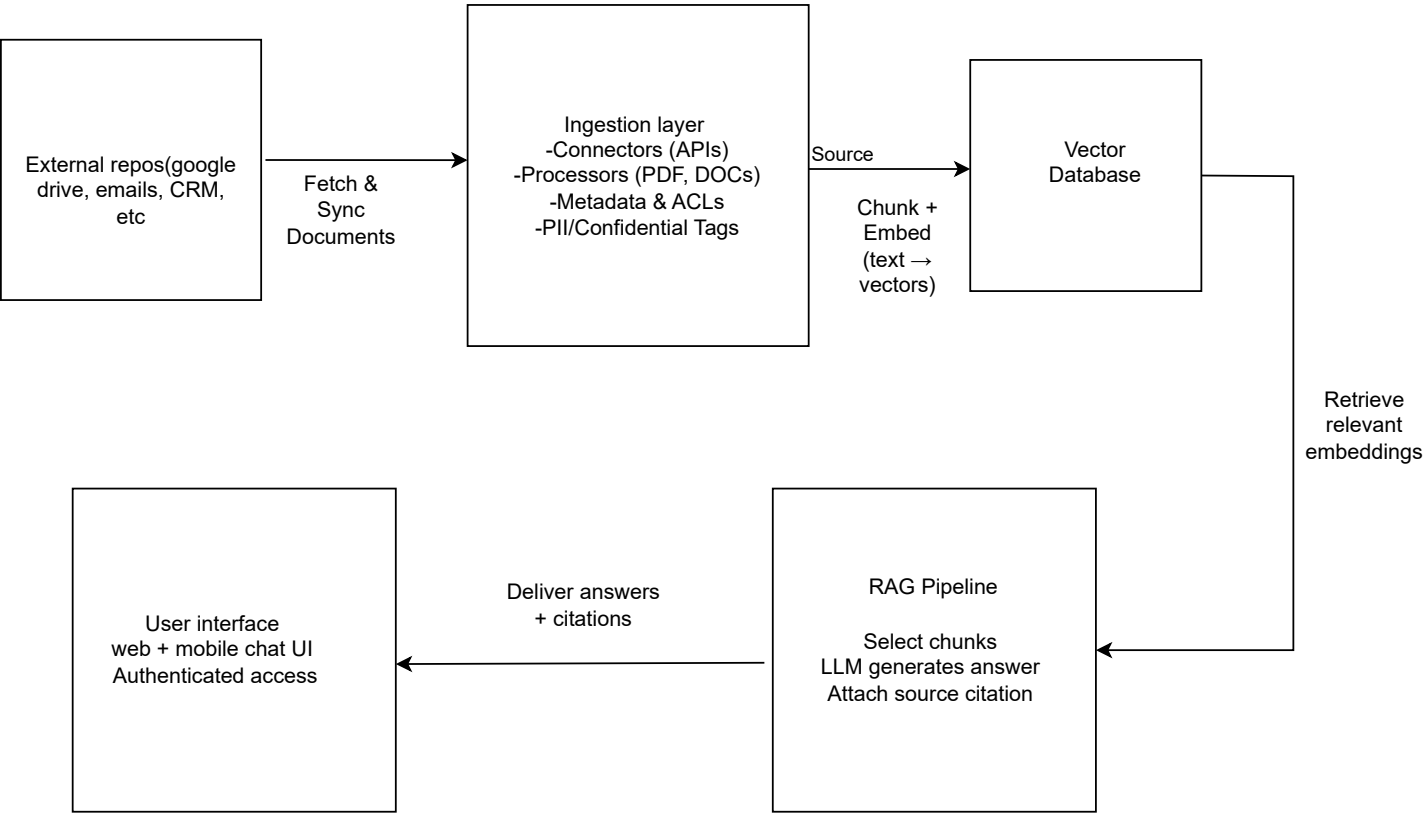 External repos(google
drive, emails, CRM,
etc
Fetch &
Sync
Documents
Ingestion layer
-Connectors (APIs)
-Processors (PDF, DOCs)
-Metadata & ACLs
-PII/Confidential Tags
Source
Chunk +
Embed
(text →
vectors)
Vector
Database
Retrieve
relevant
embeddings
RAG Pipeline
Select chunks
LLM generates answer
Attach source citation
Deliver answers
+ citations
User interface
web + mobile chat UI
Authenticated access